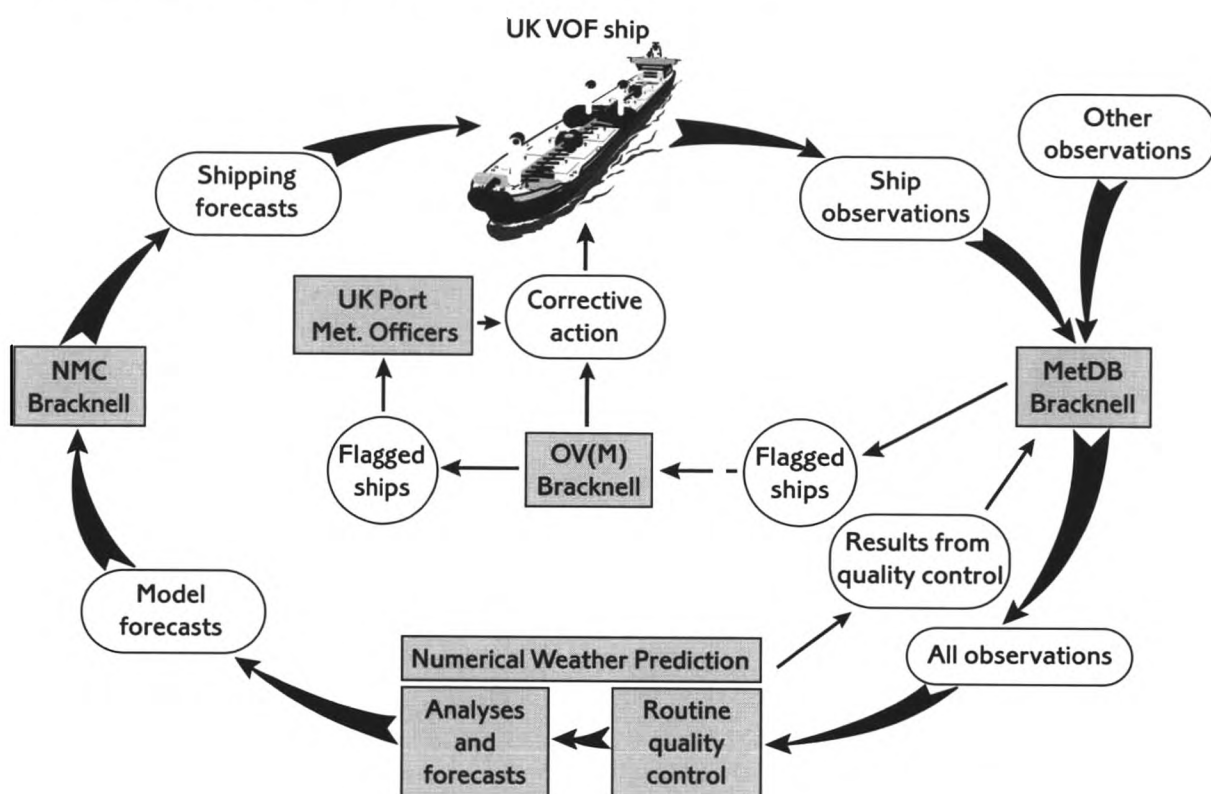 UK VOF ship
Other
observations
Shipping
forecasts
Ship
observations
UK Port
Met. Officers
Corrective
action
NMC
Bracknell
MetDB
Bracknell
Flagged
ships
OV(M)
Bracknell
Flagged
ships
Results from
quality control
Model
forecasts
All observations
Numerical Weather Prediction
Analyses
and
forecasts
Routine
quality
control